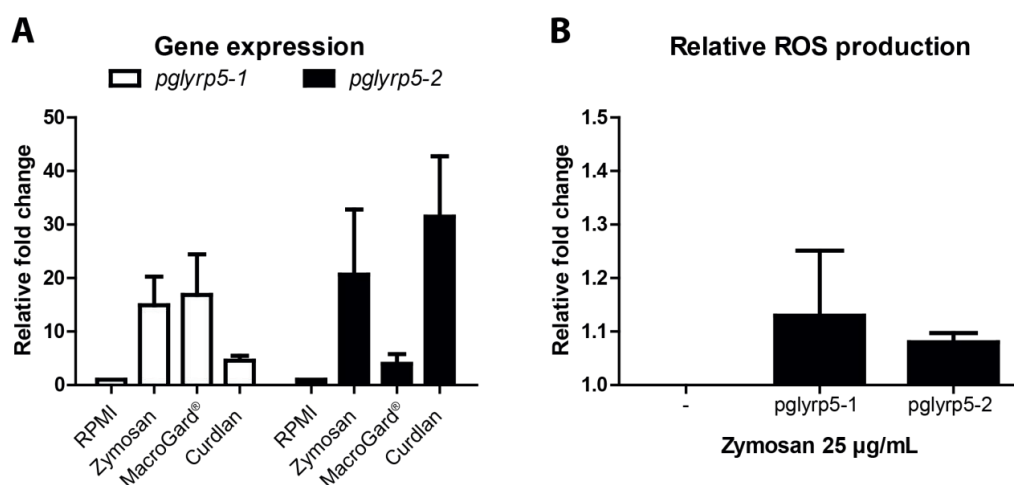 A
Gene expression
pglyrp5-1 pglyrp5-2
Relative fold change
50
40
30
20
10
0
RPMI
Zymosan
MacroGard®
Curdlan
RPMI
Zymosan
MacroGard®
Curdlan
B
Relative ROS production
Relative fold change
1.5
1.4
1.3
1.2
1.1
1.0
- pglyrp5-1 pglyrp5-2
Zymosan 25 µg/mL